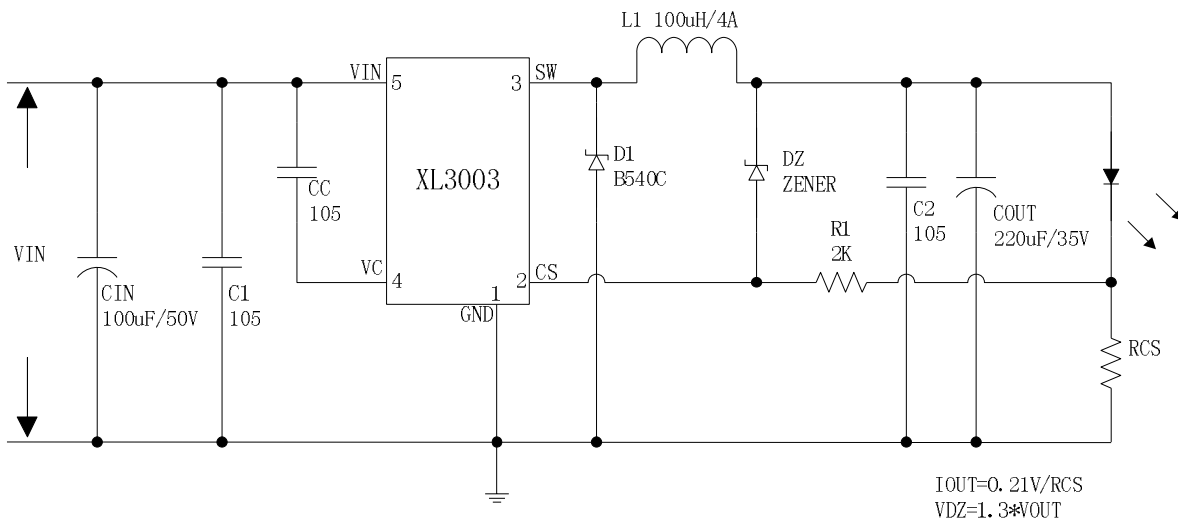 L1 100uH/4A
VIN
5
3
SW
XL3003
D1
B540C
DZ
ZENER
CC
105
C2
105
COUT
220uF/35V
R1
2K
VIN
VC
4
2
CS
CIN
100uF/50V
C1
105
1
GND
RCS
IOUT=0.21V/RCS
VDZ=1.3*VOUT